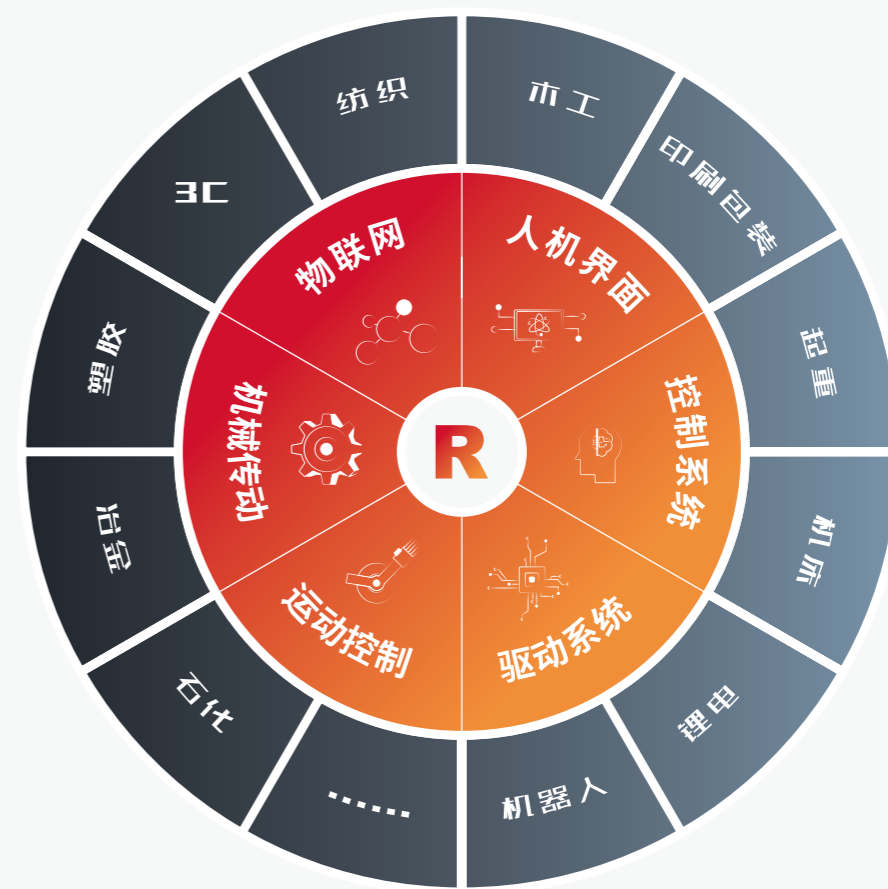 木工
印刷包装
起重
机床
锂电
机器人
......
石化
冶金
塑胶
3C
纺织
人机界面
控制系统
驱动系统
运动控制
机械传动
物联网
R